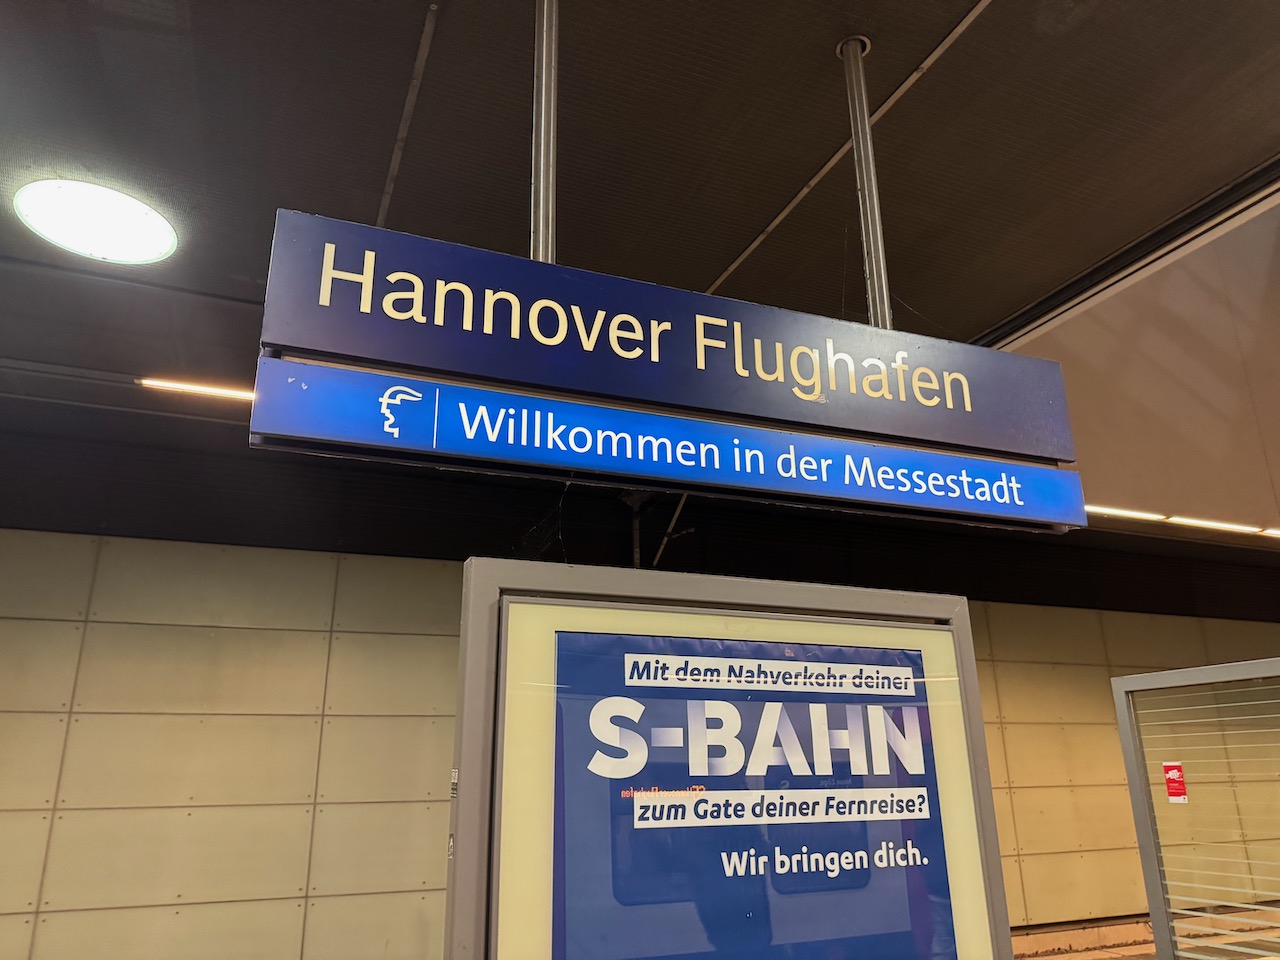 Hannover Flughafen
Willkommen in der Messestadt
Mit dem Nahverkehr deiner
S-BAHN
zum Gate deiner Fernreise?
Wir bringen dich.